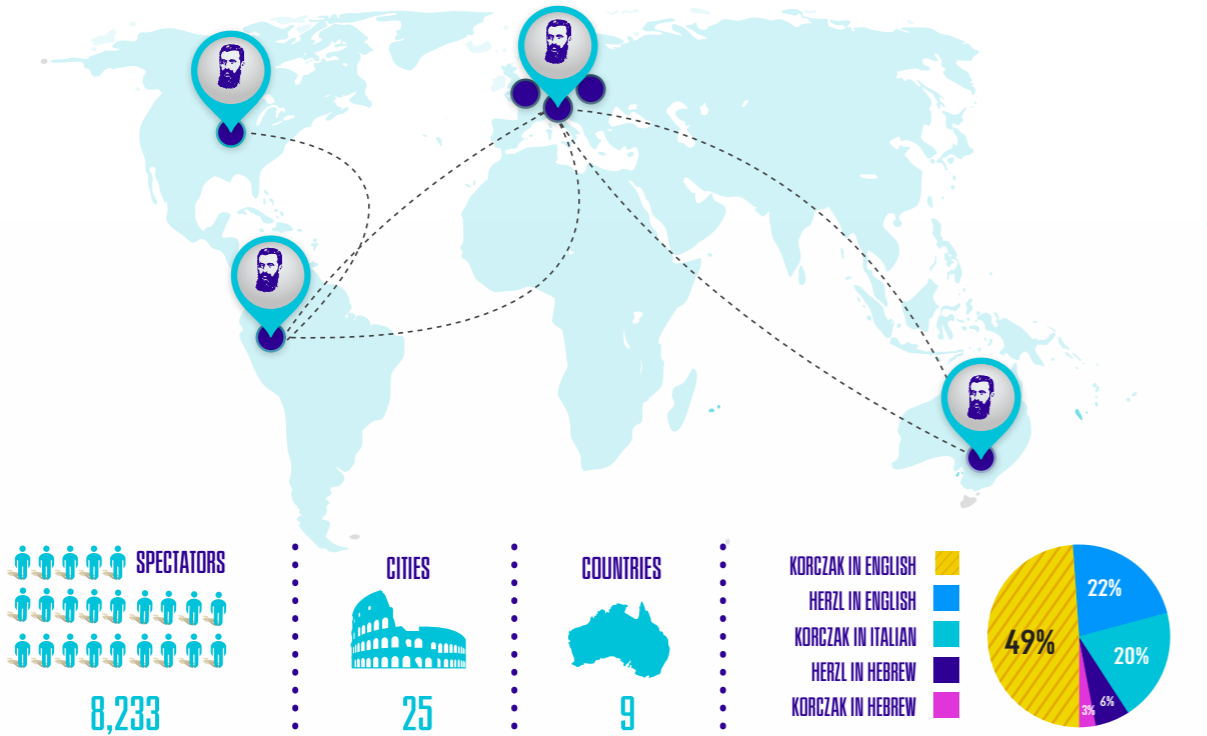 SPECTATORS
8,233
CITIES
25
COUNTRIES
9
KORCZAK IN ENGLISH
HERZL IN ENGLISH
KORCZAK IN ITALIAN
HERZL IN HEBREW
KORCZAK IN HEBREW
49%
22%
20%
6%
3%